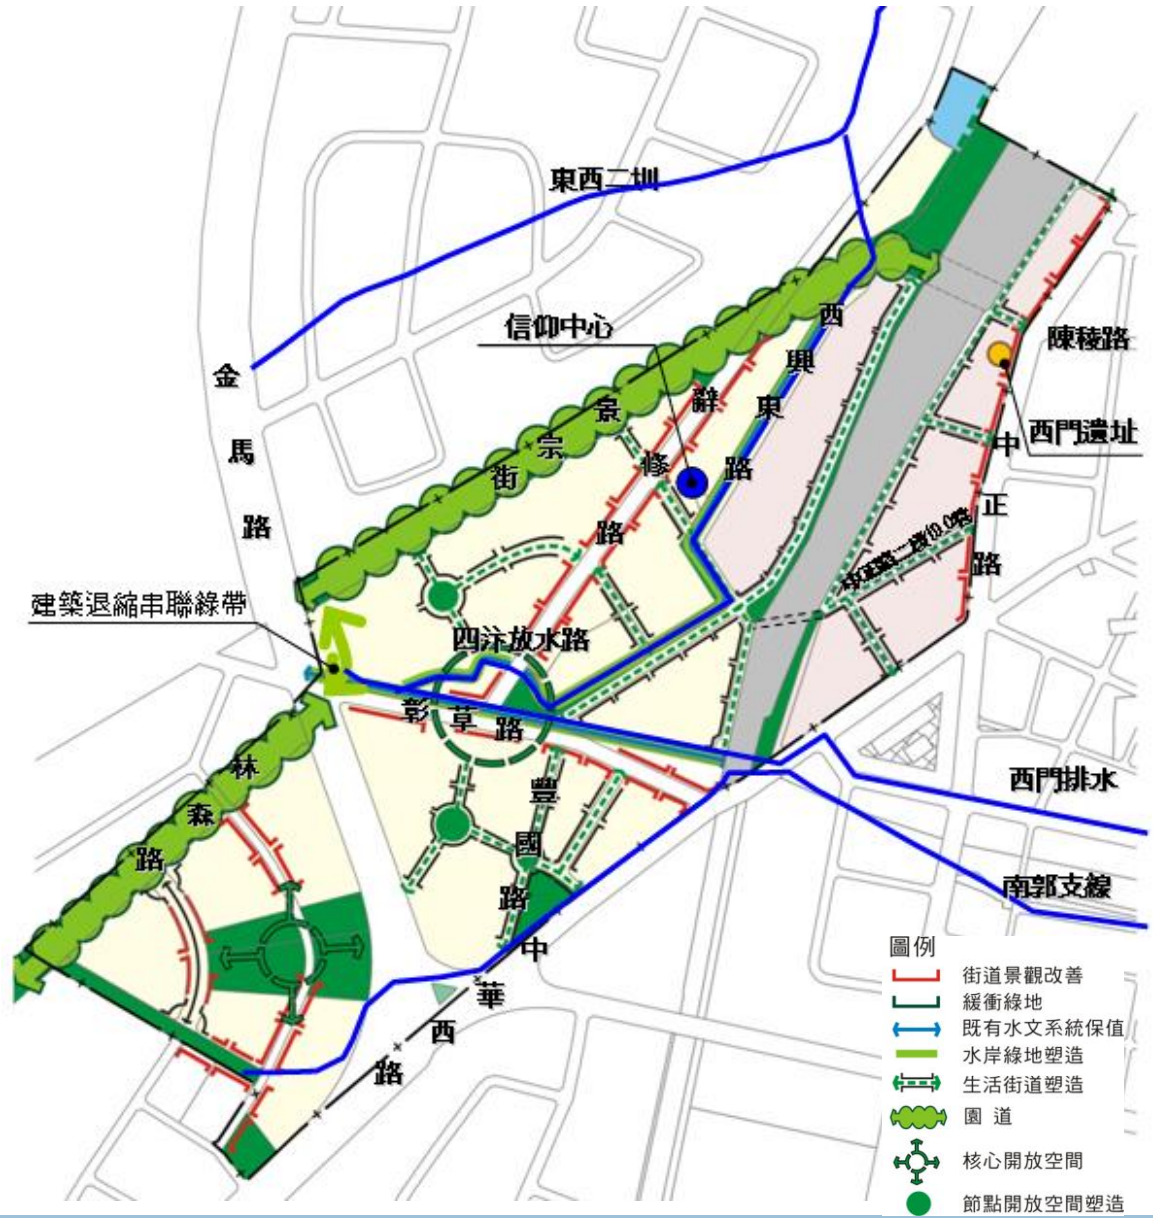 東西二圳
信仰中心
金馬路
景宗街
修辭路
西興東路
陳稜路
西門遺址
中正路
建築退縮串聯綠帶
四汴放水路
彰草路
林森路
豐國路
西門排水
南郭支線
中華西路
圖例
街道景觀改善
緩衝綠地
既有水文系統保值
水岸綠地塑造
生活街道塑造
園 道
核心開放空間
節點開放空間塑造